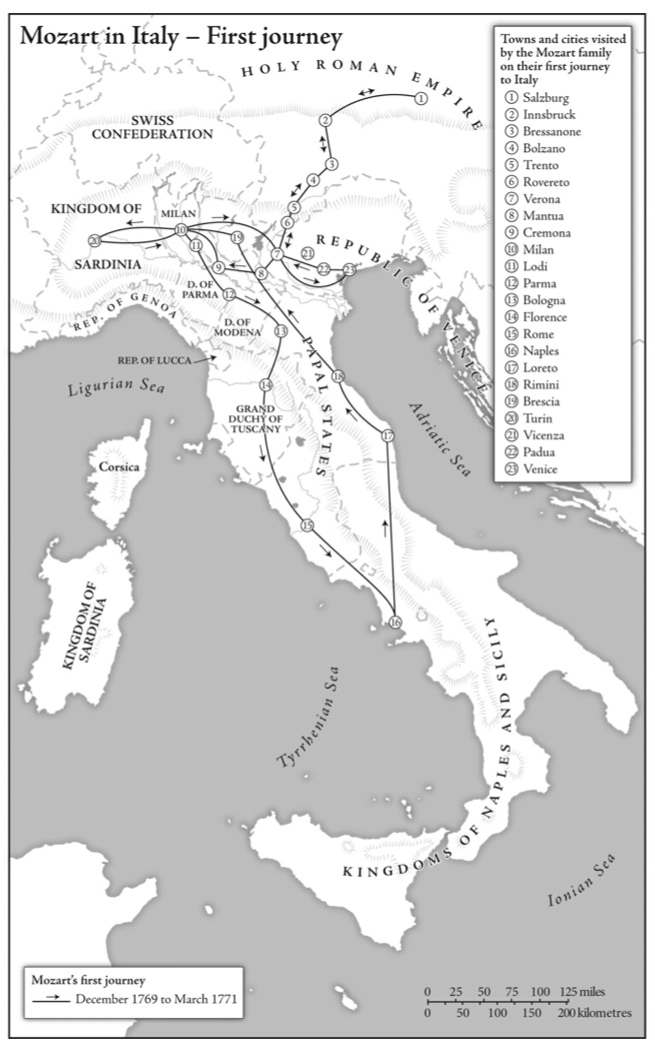 Mozart in Italy – First journey
Towns and cities visited
by the Mozart family
on their first journey
to Italy
① Salzburg
② Innsbruck
③ Bressanone
④ Bolzano
⑤ Trento
⑥ Rovereto
⑦ Verona
⑧ Mantua
⑨ Cremona
⑩ Milan
⑪ Lodi
⑫ Parma
⑬ Bologna
⑭ Florence
⑮ Rome
⑯ Naples
⑰ Loreto
⑱ Rimini
⑲ Brescia
⑳ Turin
㉑ Vicenza
㉒ Padua
㉓ Venice
HOLY ROMAN EMPIRE
①
②
SWISS
CONFEDERATION
③
④
⑤
⑥
KINGDOM OF
SARDINIA
MILAN
⑩
⑲
⑳
⑪
⑦
㉑
㉒
㉓
⑨
⑧
REPUBLIC OF VENICE
D. OF
PARMA
⑫
REP. OF GENOA
D. OF
MODENA
⑬
PAPAL STATES
REP. OF LUCCA
⑱
Ligurian Sea
⑭
GRAND
DUCHY OF
TUSCANY
Adriatic Sea
⑰
Corsica
⑮
KINGDOM OF
SARDINIA
⑯
Tyrrhenian Sea
KINGDOMS OF NAPLES AND SICILY
Ionian Sea
Mozart's first journey
December 1769 to March 1771
0 25 50 75 100 125 miles
0 50 100 150 200 kilometres